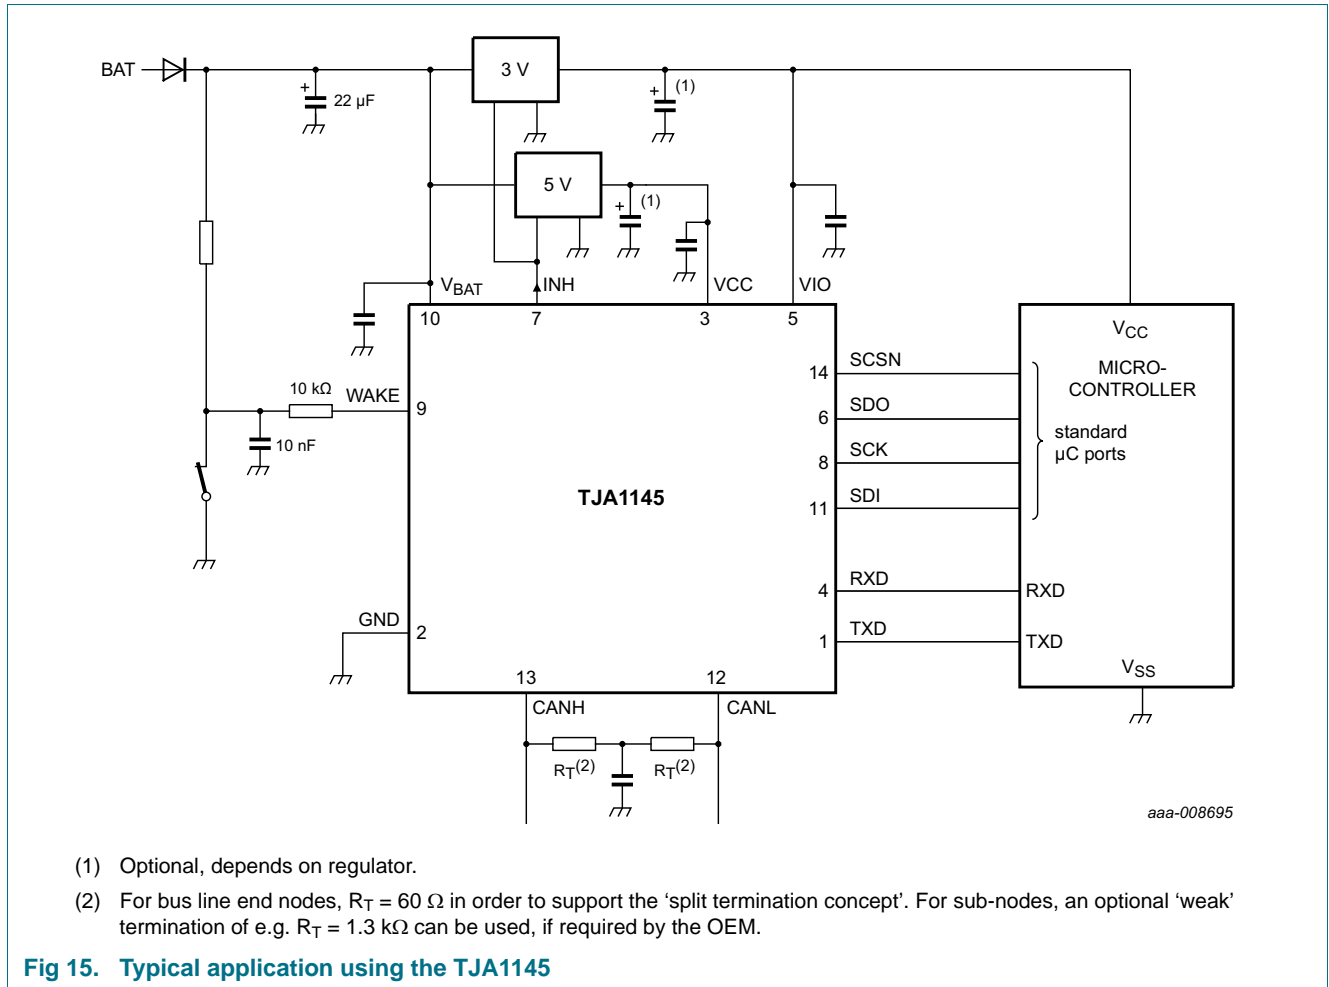 BAT
3 V
(1)
22 µF
5 V
(1)
VBAT
INH
VCC
VIO
10
7
3
5
VCC
MICRO-
CONTROLLER
14
SCSN
10 kΩ
WAKE
9
6
SDO
standard
µC ports
10 nF
8
SCK
TJA1145
11
SDI
4
RXD
RXD
GND
2
1
TXD
TXD
VSS
13
12
CANH
CANL
RT(2)
RT(2)
aaa-008695
(1) Optional, depends on regulator.
(2) For bus line end nodes, RT = 60 Ω in order to support the ‘split termination concept’. For sub-nodes, an optional ‘weak’
termination of e.g. RT = 1.3 kΩ can be used, if required by the OEM.
Fig 15. Typical application using the TJA1145